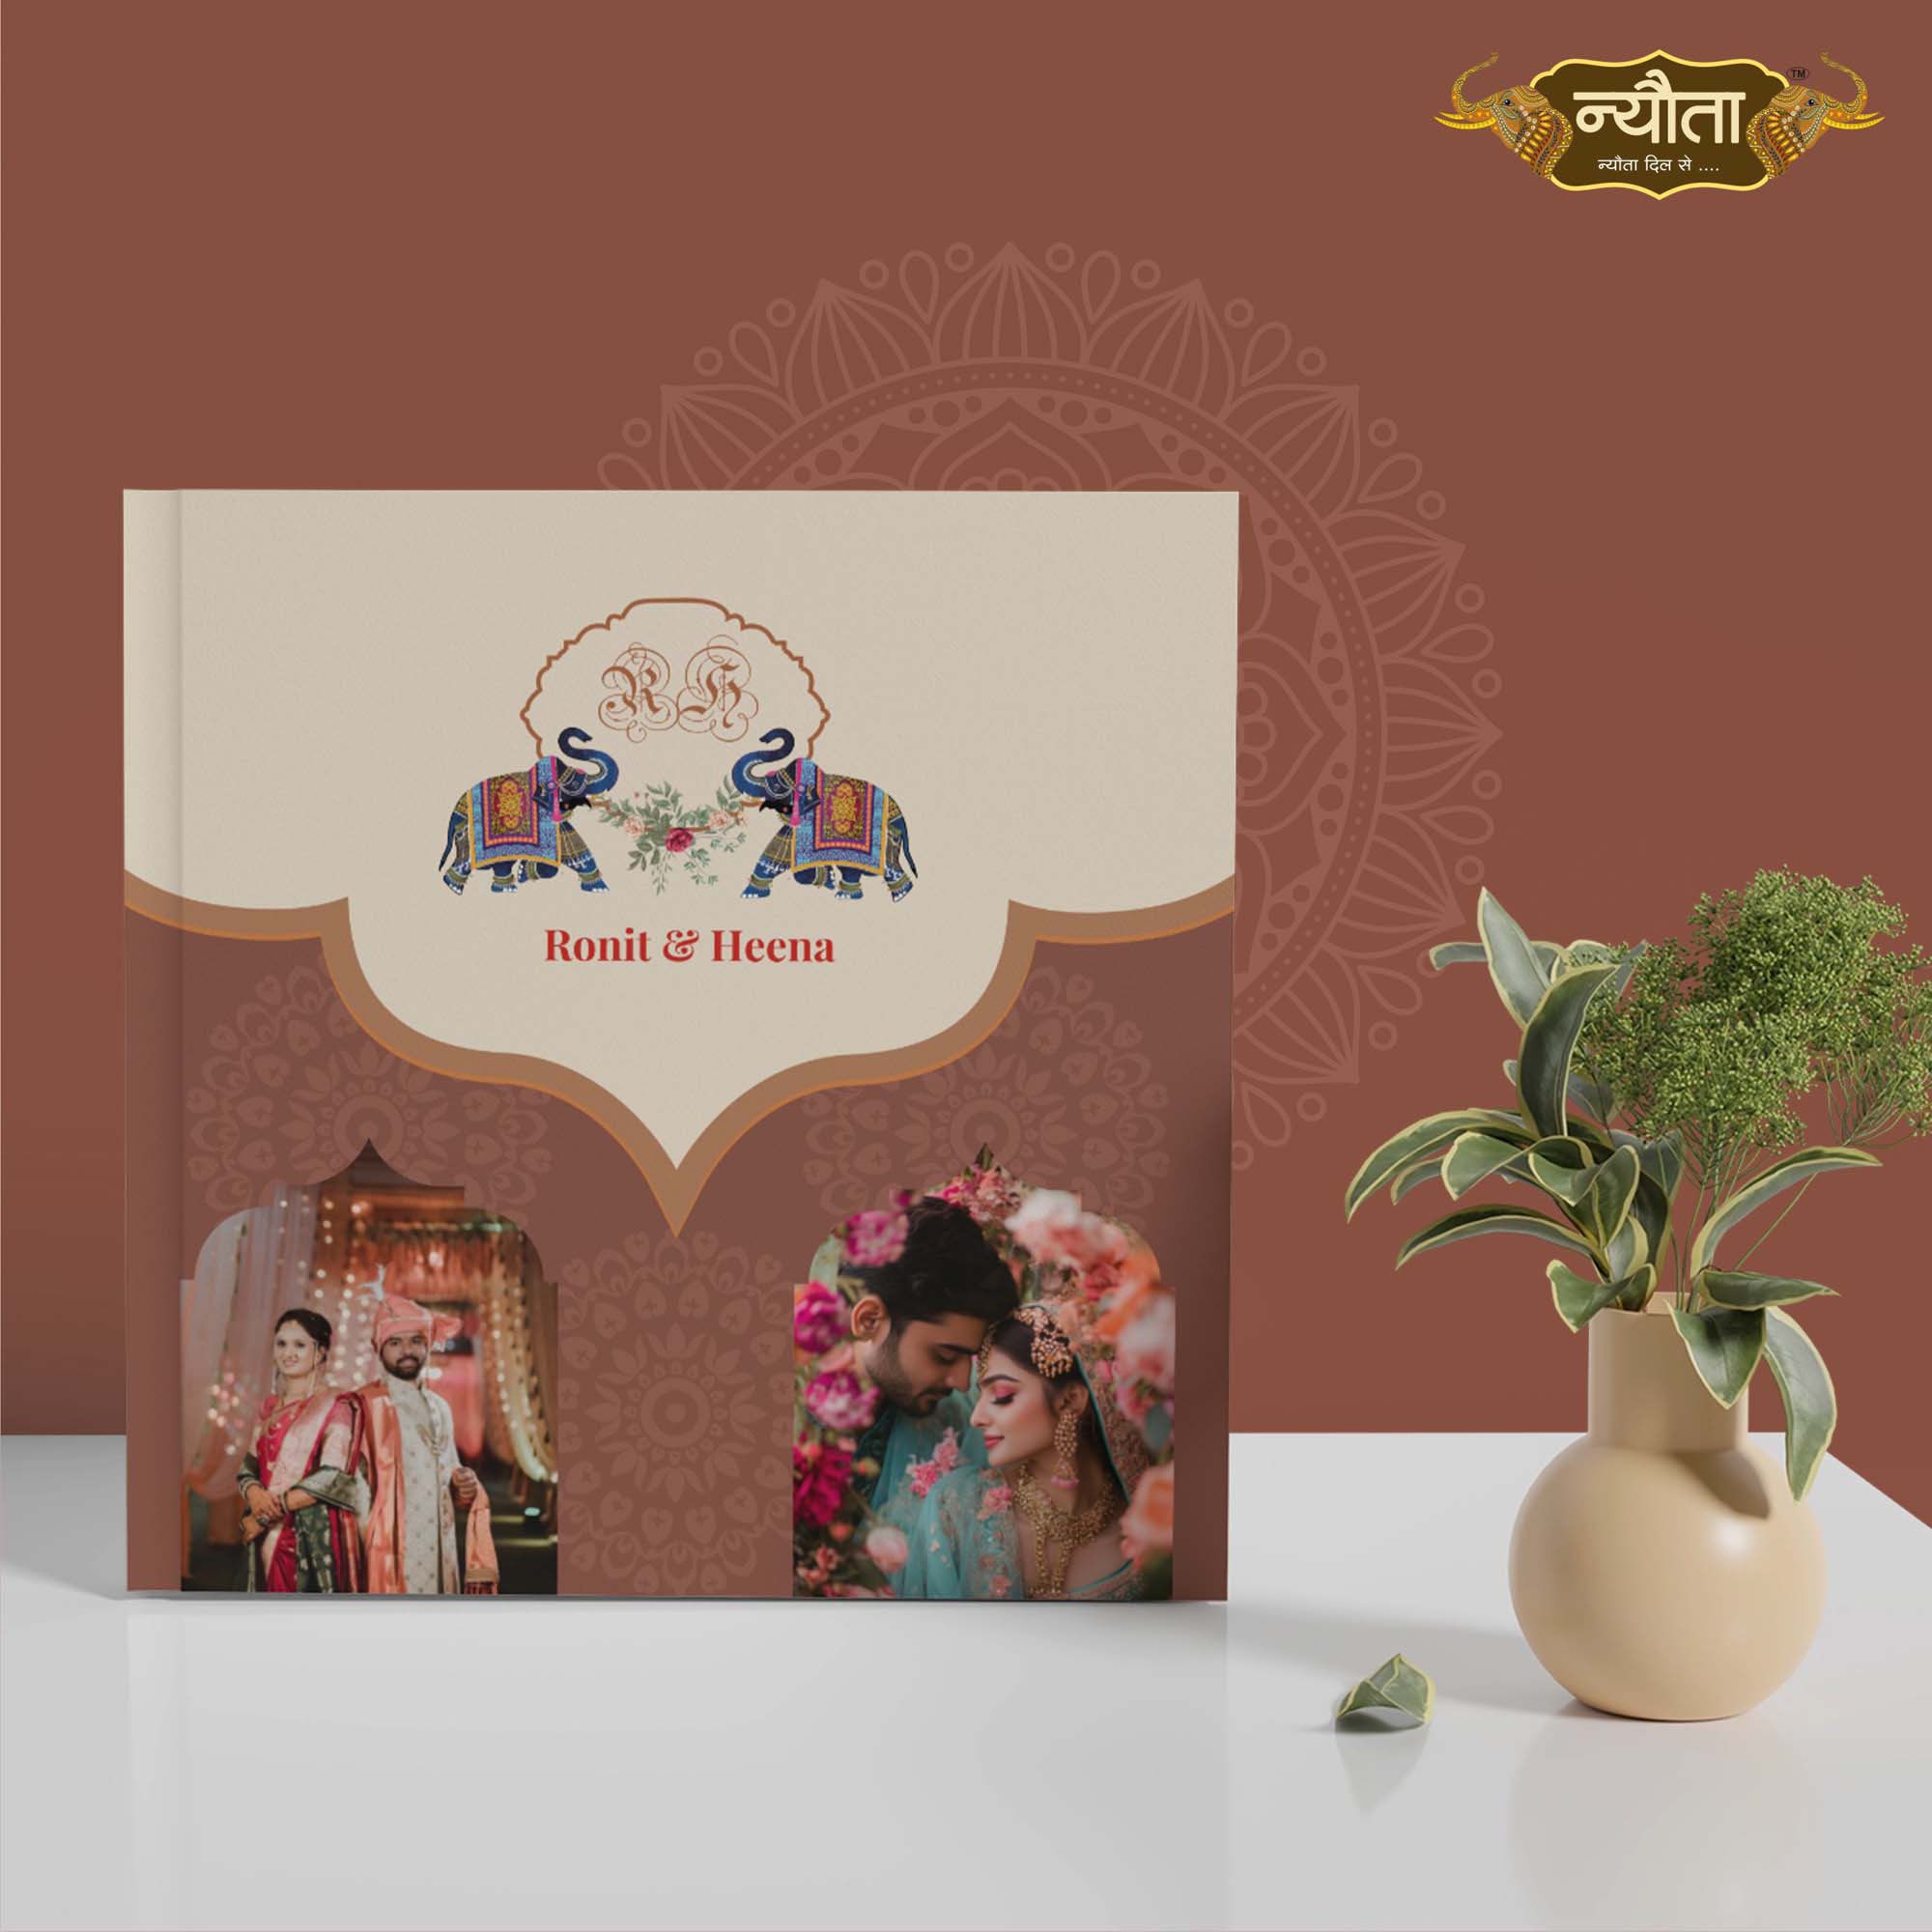 न्यौता
TM
न्यौता दिल से ....
RH
Ronit & Heena